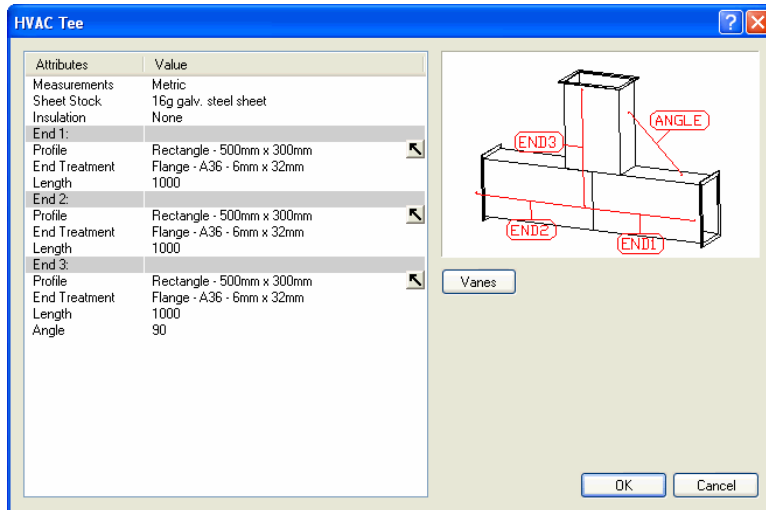 HVAC Tee
Attributes Value
Measurements Metric
Sheet Stock 16g galv. steel sheet
Insulation None
End 1:
Profile Rectangle - 500mm x 300mm
End Treatment Flange - A36 - 6mm x 32mm
Length 1000
End 2:
Profile Rectangle - 500mm x 300mm
End Treatment Flange - A36 - 6mm x 32mm
Length 1000
End 3:
Profile Rectangle - 500mm x 300mm
End Treatment Flange - A36 - 6mm x 32mm
Length 1000
Angle 90
ANGLE
END3
END2
END1
Vanes
OK Cancel